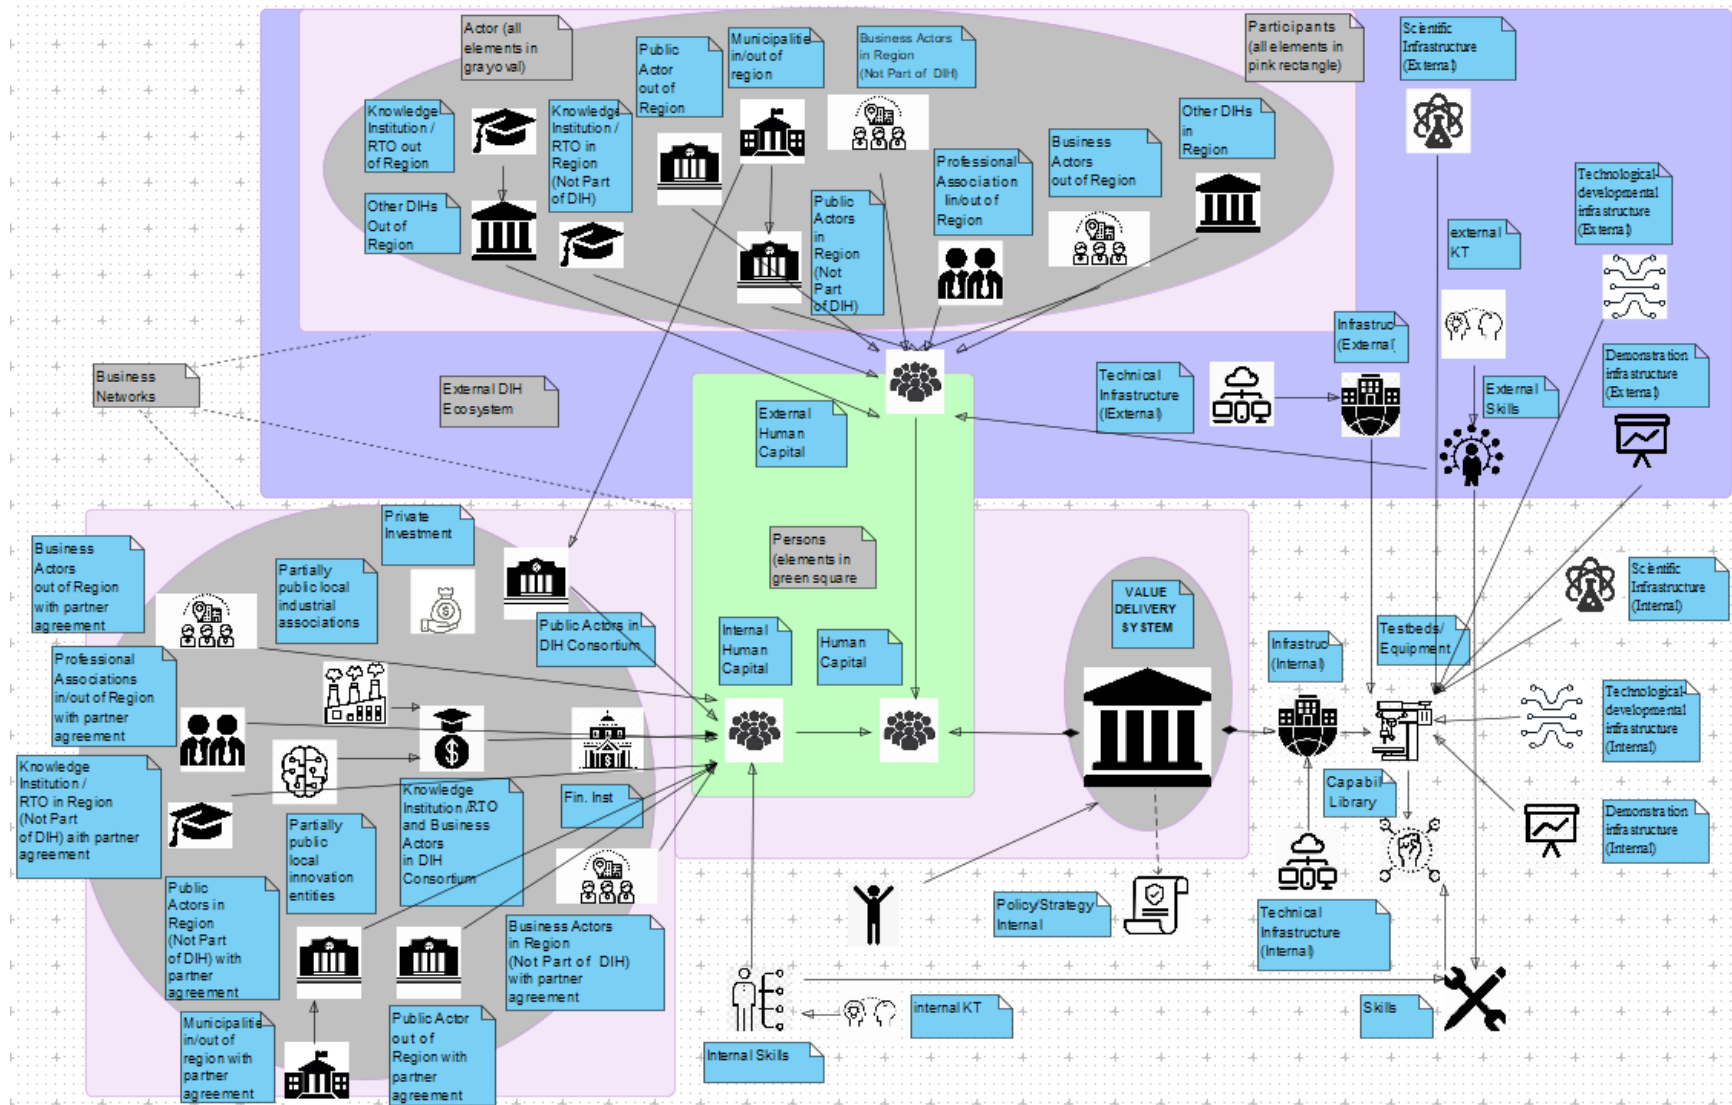 Actor (all
elements in
gray oval)
Public
Actor
out of
Region
Municipalitie
in/out of
region
Business Actors
in Region
(Not Part of DIH)
Participants
(all elements in
pink rectangle)
Scientific
Infrastructure
(External)
Knowledge
Institution /
RTO out
of Region
Knowledge
Institution /
RTO in
Region
(Not Part
of DIH)
Other DIHs
Out of
Region
Public
Actors
in
Region
(Not
Part
of DIH)
Professional
Association
Iin/out of
Region
Business
Actors
out of Region
Other DIHs
in
Region
Technological-
developmental
infrastructure
(External)
external
KT
Infrastruc
(External
Technical
Infrastructure
(IExternal)
External
Skills
Demonstration
infrastructure
(External)
Business
Networks
External DIH
Ecosystem
External
Human
Capital
Persons
(elements in
green square
Private
Investment
Business
Actors
out of Region
with partner
agreement
Partially
public local
industrial
associations
Public Actors in
DIH Consortium
Professional
Associations
in/out of Region
with partner
agreement
Internal
Human
Capital
Human
Capital
VALUE
DELIVERY
SYSTEM
Infrastruc
(Internal)
Testbeds/
Equipment
Scientific
Infrastructure
(Internal)
Technological-
developmental
infrastructure
(Internal)
Demonstration
infrastructure
(Internal)
Capabil
Library
Knowledge
Institution /
RTO in Region
(Not Part
of DIH) aith partner
agreement
Partially
public
local
innovation
entities
Knowledge
Institution /RTO
and Business
Actors
in DIH
Consortium
Fin. Inst
Public
Actors in
Region
(Not Part
of DIH) with
partner
agreement
Business Actors
in Region
(Not Part of DIH)
with partner
agreement
Municipalitie
in/out of
region with
partner
agreement
Public Actor
out of
Region with
partner
agreement
Policy/Strategy
Internal
Technical
Infrastructure
(Internal)
internal KT
Internal Skills
Skills